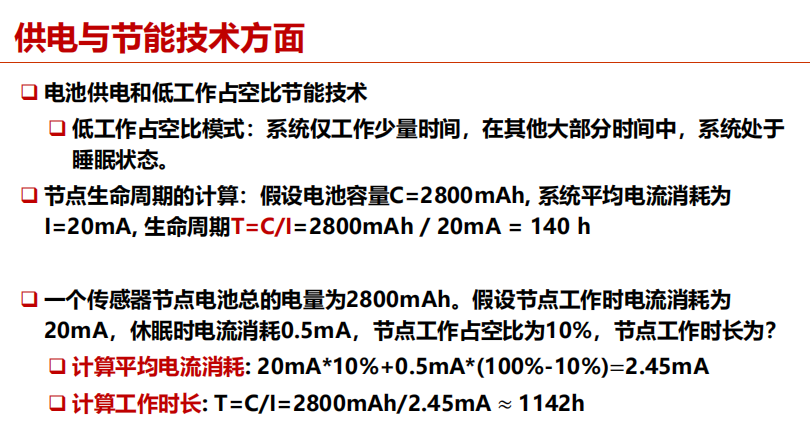 供电与节能技术方面
❑ 电池供电和低工作占空比节能技术
❑ 低工作占空比模式：系统仅工作少量时间，在其他大部分时间中，系统处于
睡眠状态。
❑ 节点生命周期的计算：假设电池容量C=2800mAh, 系统平均电流消耗为
I=20mA, 生命周期T=C/I=2800mAh / 20mA = 140 h
❑ 一个传感器节点电池总的电量为2800mAh。假设节点工作时电流消耗为
20mA，休眠时电流消耗0.5mA，节点工作占空比为10%，节点工作时长为？
❑ 计算平均电流消耗: 20mA*10%+0.5mA*(100%-10%)=2.45mA
❑ 计算工作时长: T=C/I=2800mAh/2.45mA ≈ 1142h